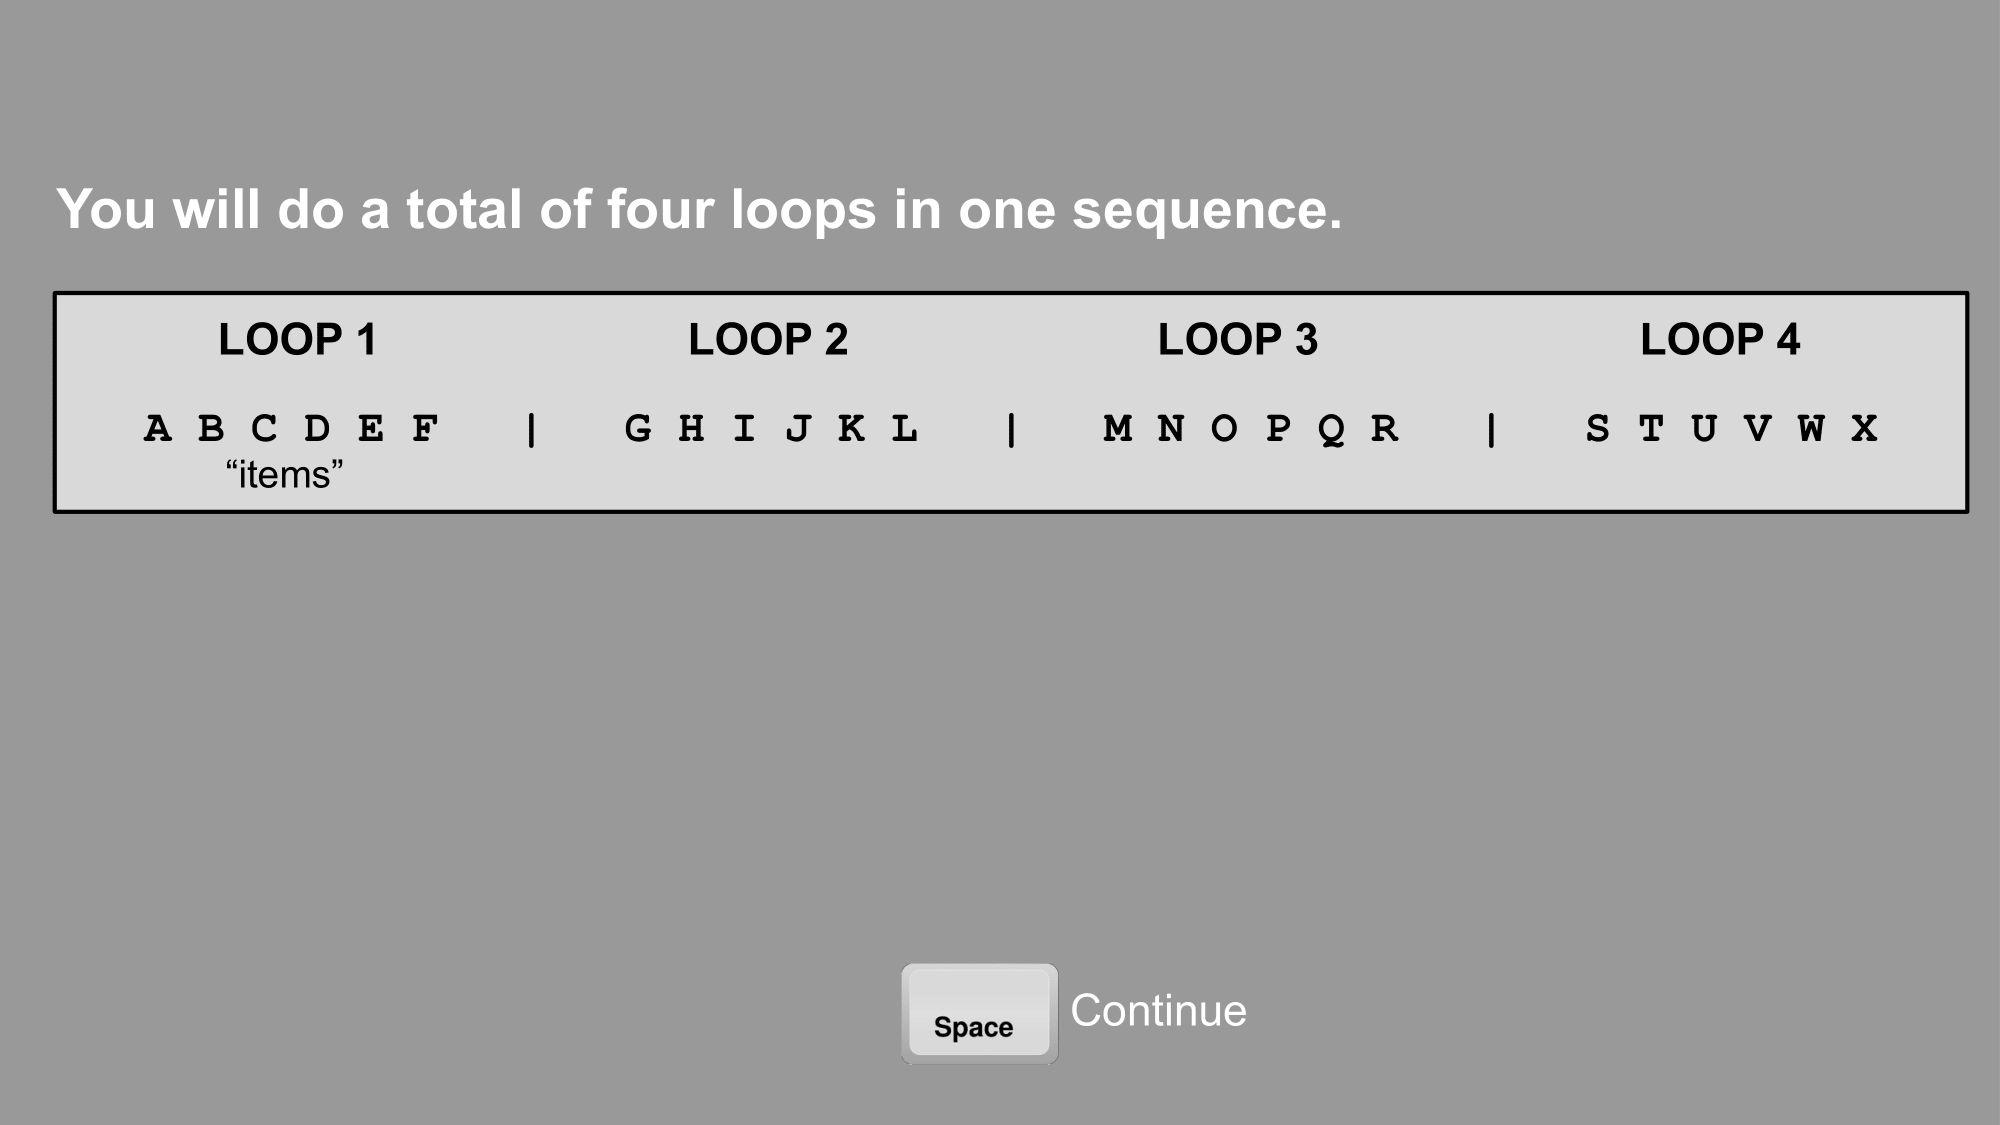 You will do a total of four loops in one sequence.
LOOP 1 LOOP 2 LOOP 3 LOOP 4
A B C D E F | G H I J K L | M N O P Q R | S T U V W X
“items”
Space Continue